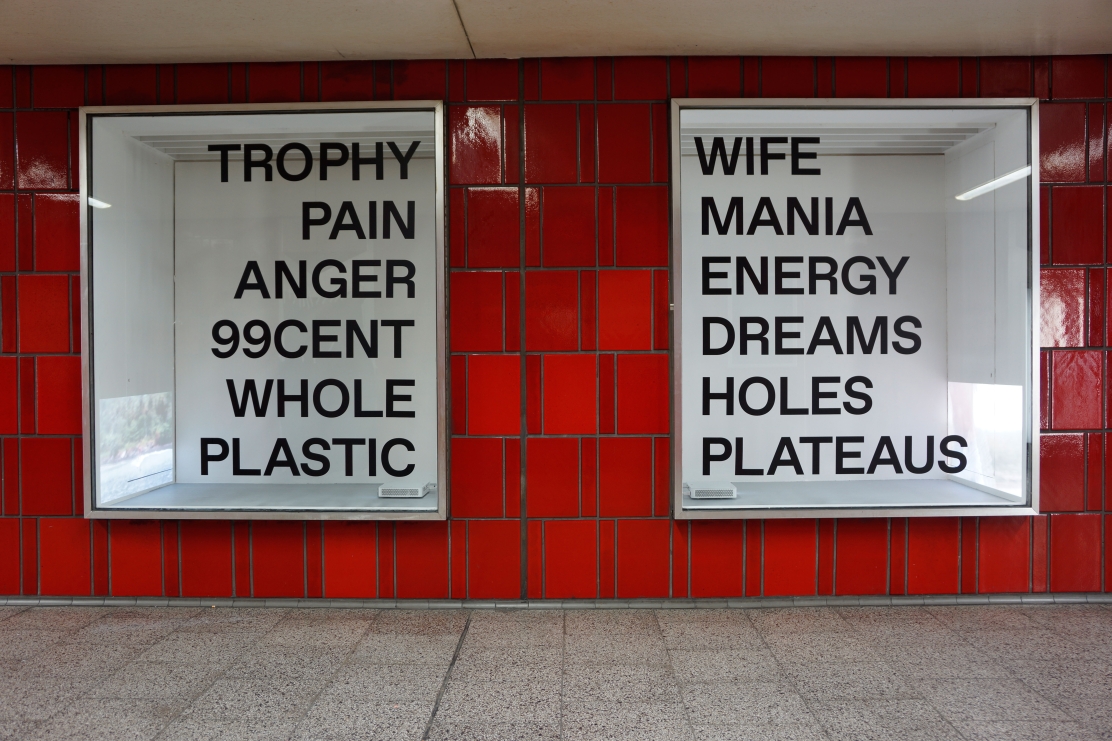 TROPHY
PAIN
ANGER
99CENT
WHOLE
PLASTIC
WIFE
MANIA
ENERGY
DREAMS
HOLES
PLATEAUS